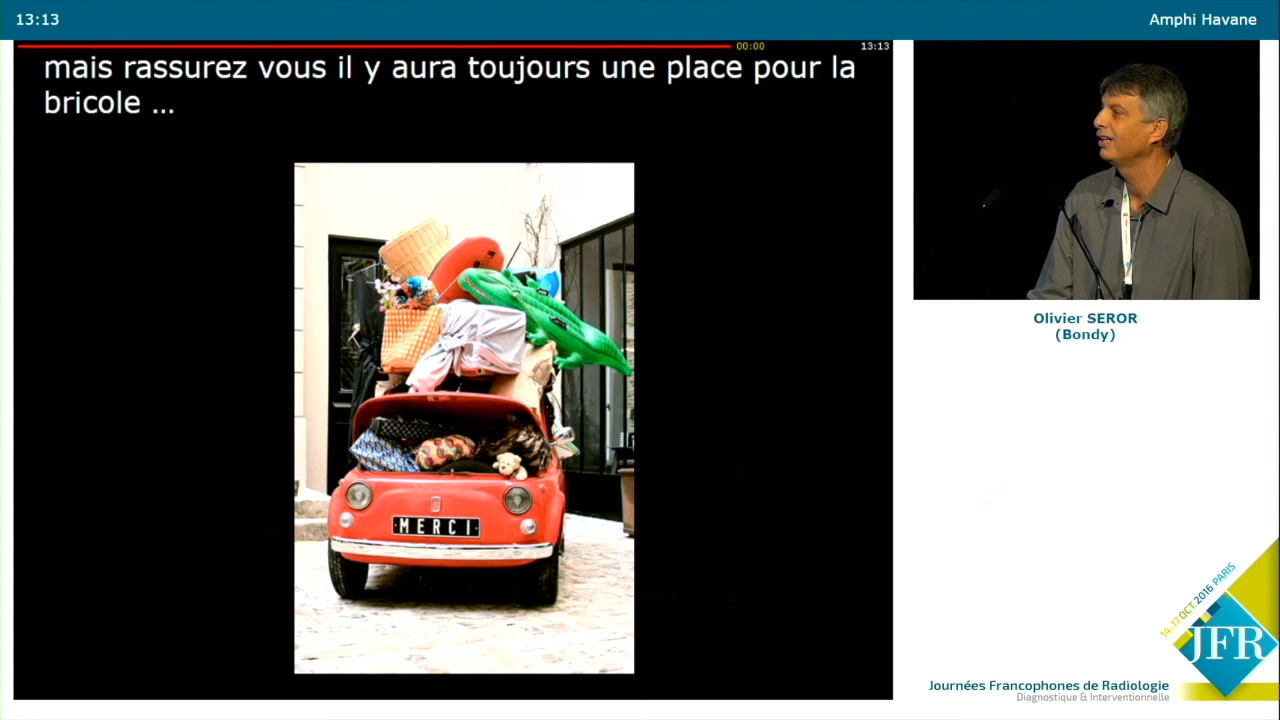 13:13
Amphi Havane
00:00
13:13
mais rassurez vous il y aura toujours une place pour la
bricole ...
MERCI
Olivier SEROR
(Bondy)
14-17 OCT. 2016 PARIS
JFR
Journées Francophones de Radiologie
Diagnostique & Interventionnelle